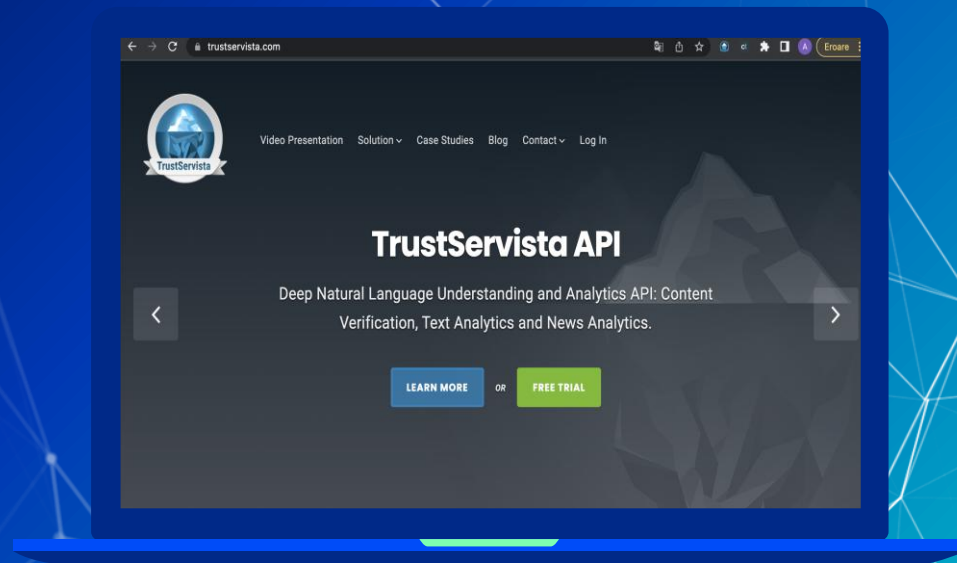 trustservista.com
Eroare
TrustServista
Video Presentation Solution Case Studies Blog Contact Log In
TrustServista API
Deep Natural Language Understanding and Analytics API: Content
Verification, Text Analytics and News Analytics.
LEARN MORE OR FREE TRIAL